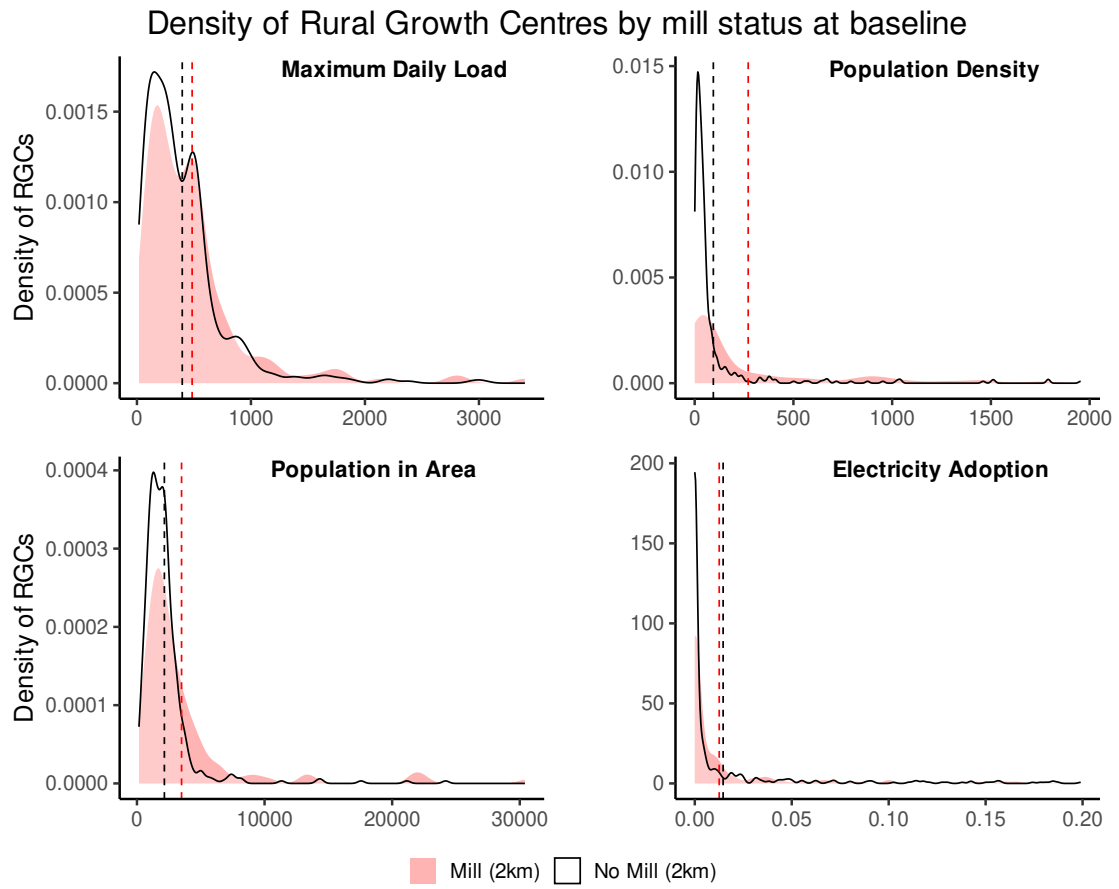 Density of Rural Growth Centres by mill status at baseline
Maximum Daily Load
Density of RGCs
0.0015
0.0010
0.0005
0.0000
0 1000 2000 3000
Population Density
0.015
0.010
0.005
0.000
0 500 1000 1500 2000
Population in Area
Density of RGCs
0.0004
0.0003
0.0002
0.0001
0.0000
0 10000 20000 30000
Electricity Adoption
200
150
100
50
0
0.00 0.05 0.10 0.15 0.20
Mill (2km) No Mill (2km)